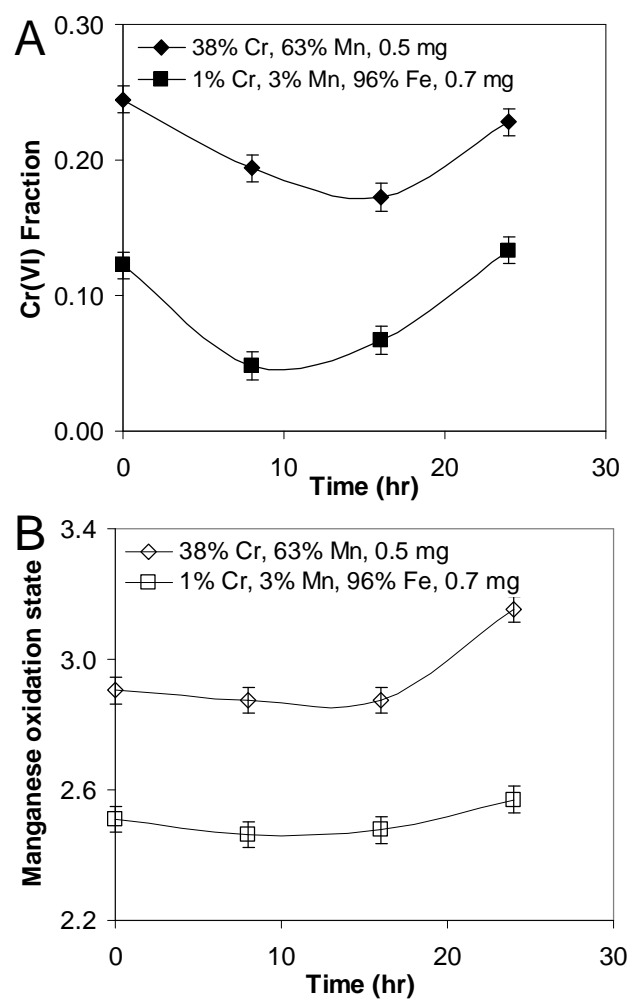 A
0.30
38% Cr, 63% Mn, 0.5 mg
1% Cr, 3% Mn, 96% Fe, 0.7 mg
0.20
Cr(VI) Fraction
0.10
0.00
0
10
20
30
Time (hr)
B
3.4
38% Cr, 63% Mn, 0.5 mg
1% Cr, 3% Mn, 96% Fe, 0.7 mg
3.0
Manganese oxidation state
2.6
2.2
0
10
20
30
Time (hr)